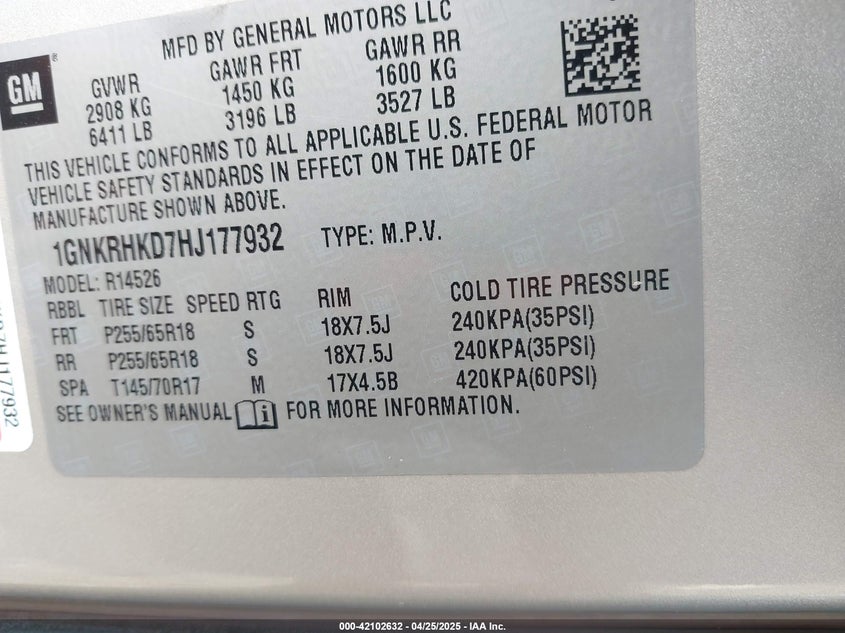 MFD BY GENERAL MOTORS LLC
GM
GVWR GAWR FRT GAWR RR
2908 KG 1450 KG 1600 KG
6411 LB 3196 LB 3527 LB
THIS VEHICLE CONFORMS TO ALL APPLICABLE U.S. FEDERAL MOTOR
VEHICLE SAFETY STANDARDS IN EFFECT ON THE DATE OF
MANUFACTURE SHOWN ABOVE.
1GNKRHKD7HJ177932 TYPE: M.P.V.
MODEL: R14526
RBBL TIRE SIZE SPEED RTG RIM COLD TIRE PRESSURE
FRT P255/65R18 S 18X7.5J 240KPA(35PSI)
RR P255/65R18 S 18X7.5J 240KPA(35PSI)
SPA T145/70R17 M 17X4.5B 420KPA(60PSI)
SEE OWNER'S MANUAL FOR MORE INFORMATION.
000-42102632 - 04/25/2025 - IAA Inc.